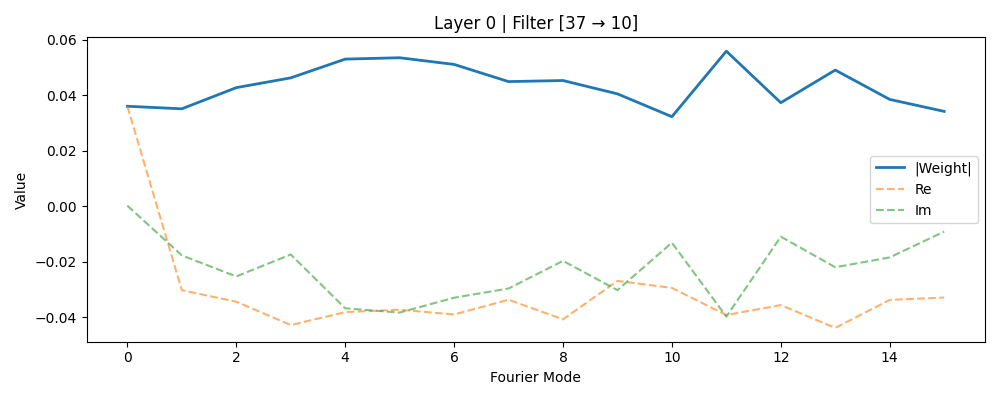 Layer 0 | Filter [37 → 10]
0.06
0.04
0.02
0.00
−0.02
−0.04
Value
|Weight|
Re
Im
0 2 4 6 8 10 12 14
Fourier Mode